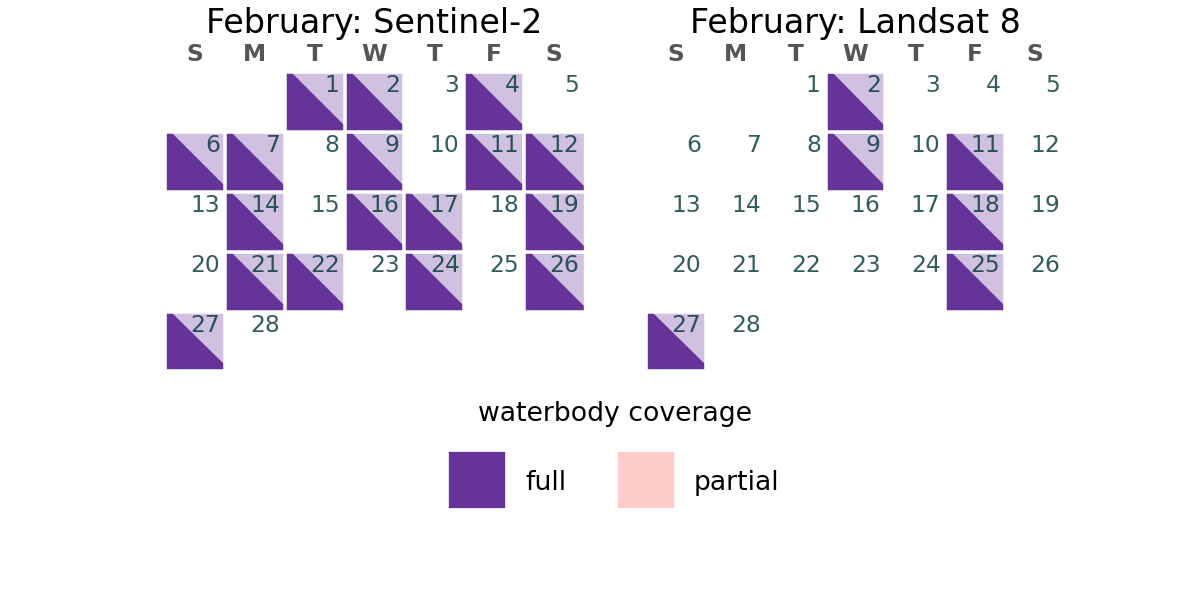 February: Sentinel-2
S M T W T F S
1 2 3 4 5
6 7 8 9 10 11 12
13 14 15 16 17 18 19
20 21 22 23 24 25 26
27 28
February: Landsat 8
S M T W T F S
1 2 3 4 5
6 7 8 9 10 11 12
13 14 15 16 17 18 19
20 21 22 23 24 25 26
27 28
waterbody coverage
full partial